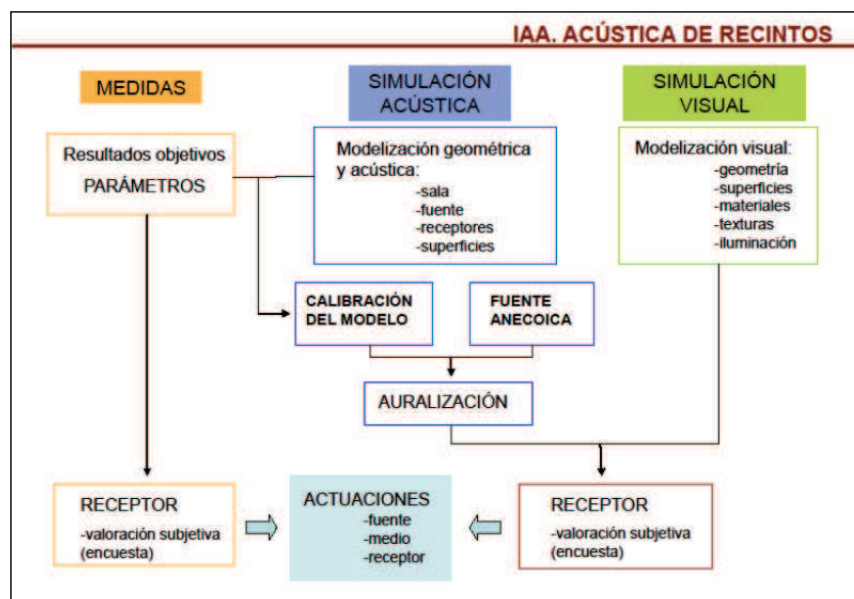 IAA. ACÚSTICA DE RECINTOS
MEDIDAS
SIMULACIÓN
ACÚSTICA
SIMULACIÓN
VISUAL
Resultados objetivos
PARÁMETROS
Modelización geométrica
y acústica:
-sala
-fuente
-receptores
-superficies
Modelización visual:
-geometría
-superficies
-materiales
-texturas
-iluminación
CALIBRACIÓN
DEL MODELO
FUENTE
ANECOICA
AURALIZACIÓN
RECEPTOR
-valoración subjetiva
(encuesta)
ACTUACIONES
-fuente
-medio
-receptor
RECEPTOR
-valoración subjetiva
(encuesta)